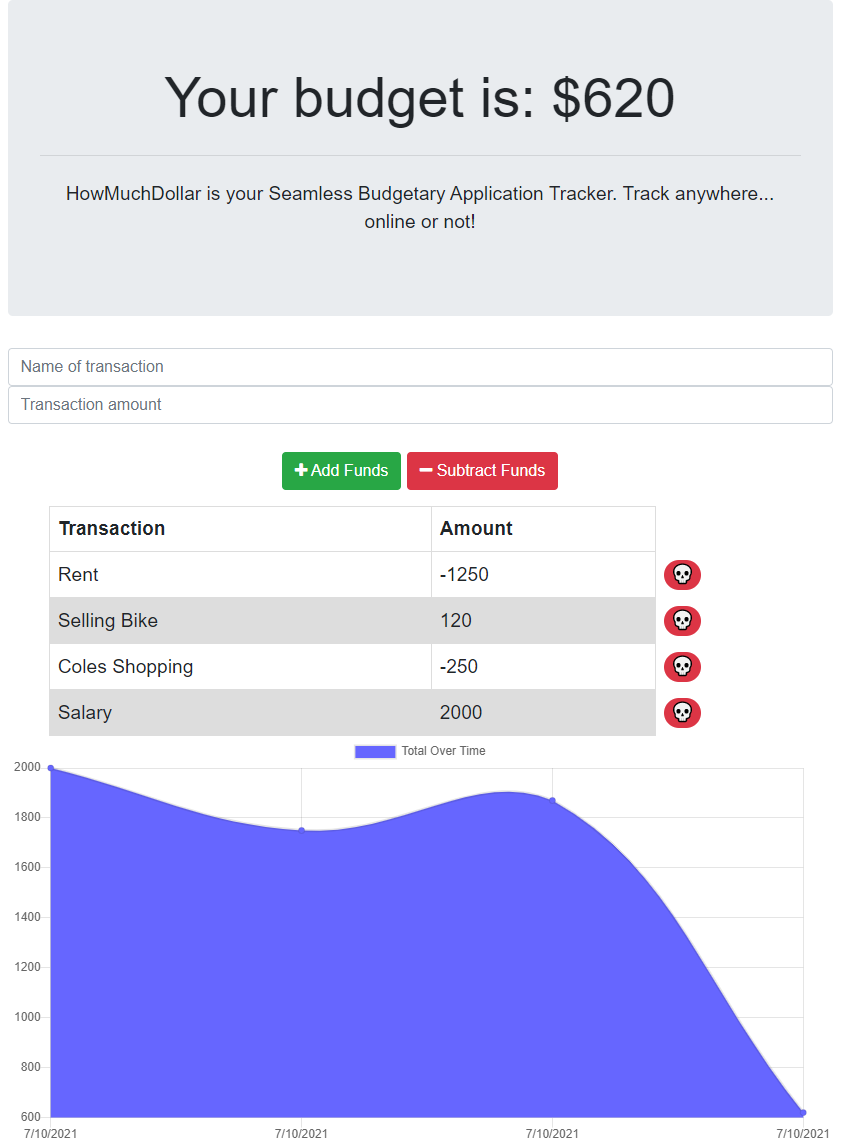 Your budget is: $620
HowMuchDollar is your Seamless Budgetary Application Tracker. Track anywhere...
online or not!
Name of transaction
Transaction amount
Add Funds
Subtract Funds
Transaction Amount
Rent -1250
Selling Bike 120
Coles Shopping -250
Salary 2000
Total Over Time
2000
1800
1600
1400
1200
1000
800
600
7/10/2021 7/10/2021 7/10/2021 7/10/2021